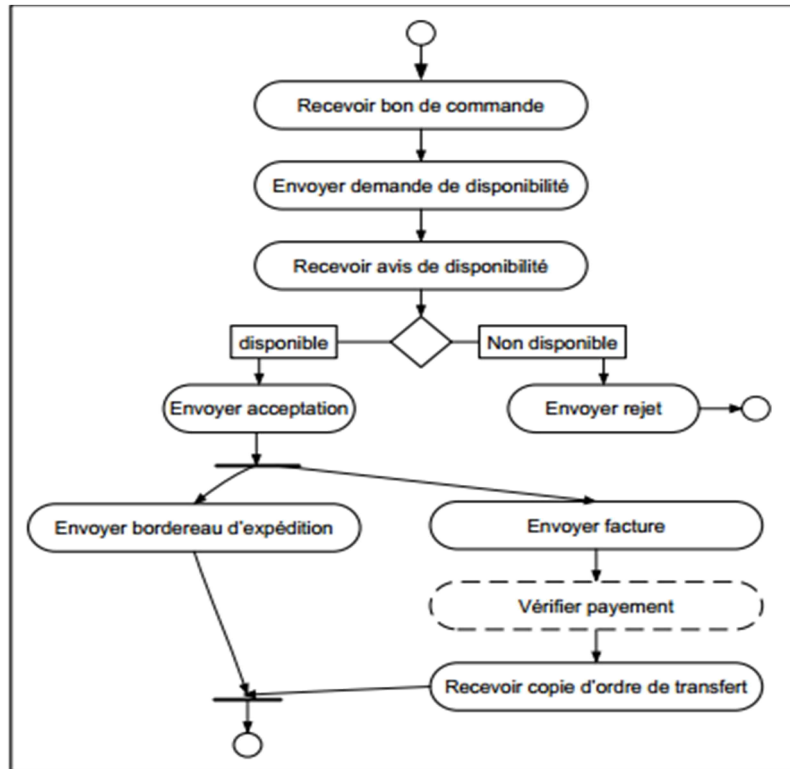 Recevoir bon de commande
Envoyer demande de disponibilité
Recevoir avis de disponibilité
disponible
Non disponible
Envoyer acceptation
Envoyer rejet
Envoyer bordereau d'expédition
Envoyer facture
Vérifier payement
Recevoir copie d'ordre de transfert